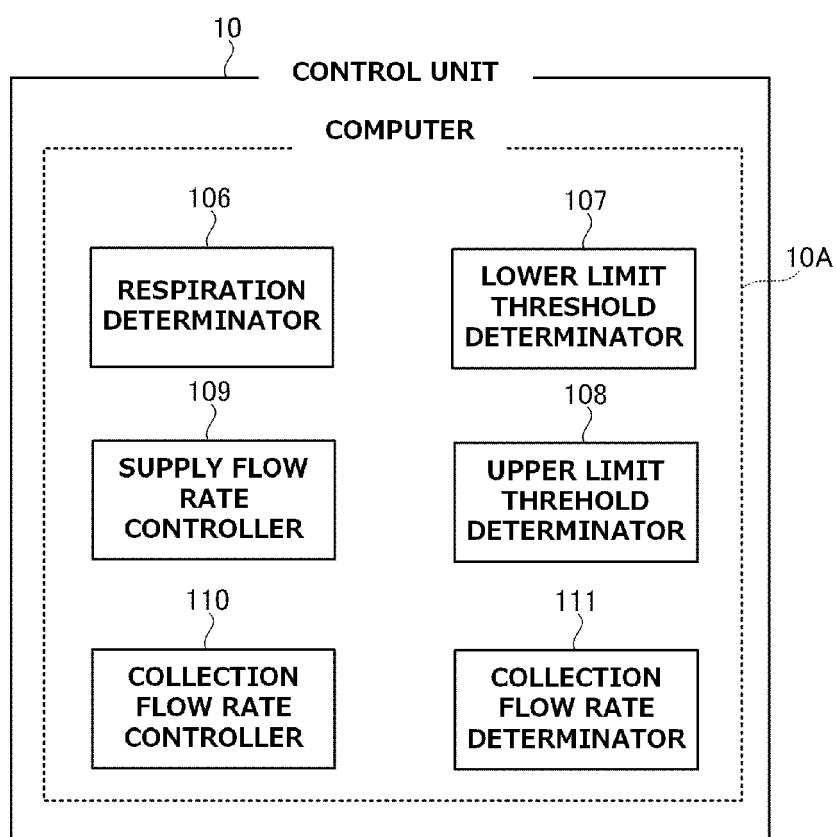 10
CONTROL UNIT
COMPUTER
106
RESPIRATION
DETERMINATOR
107
LOWER LIMIT
THRESHOLD
DETERMINATOR
10A
109
SUPPLY FLOW
RATE
CONTROLLER
108
UPPER LIMIT
THREHOLD
DETERMINATOR
110
COLLECTION
FLOW RATE
CONTROLLER
111
COLLECTION
FLOW RATE
DETERMINATOR